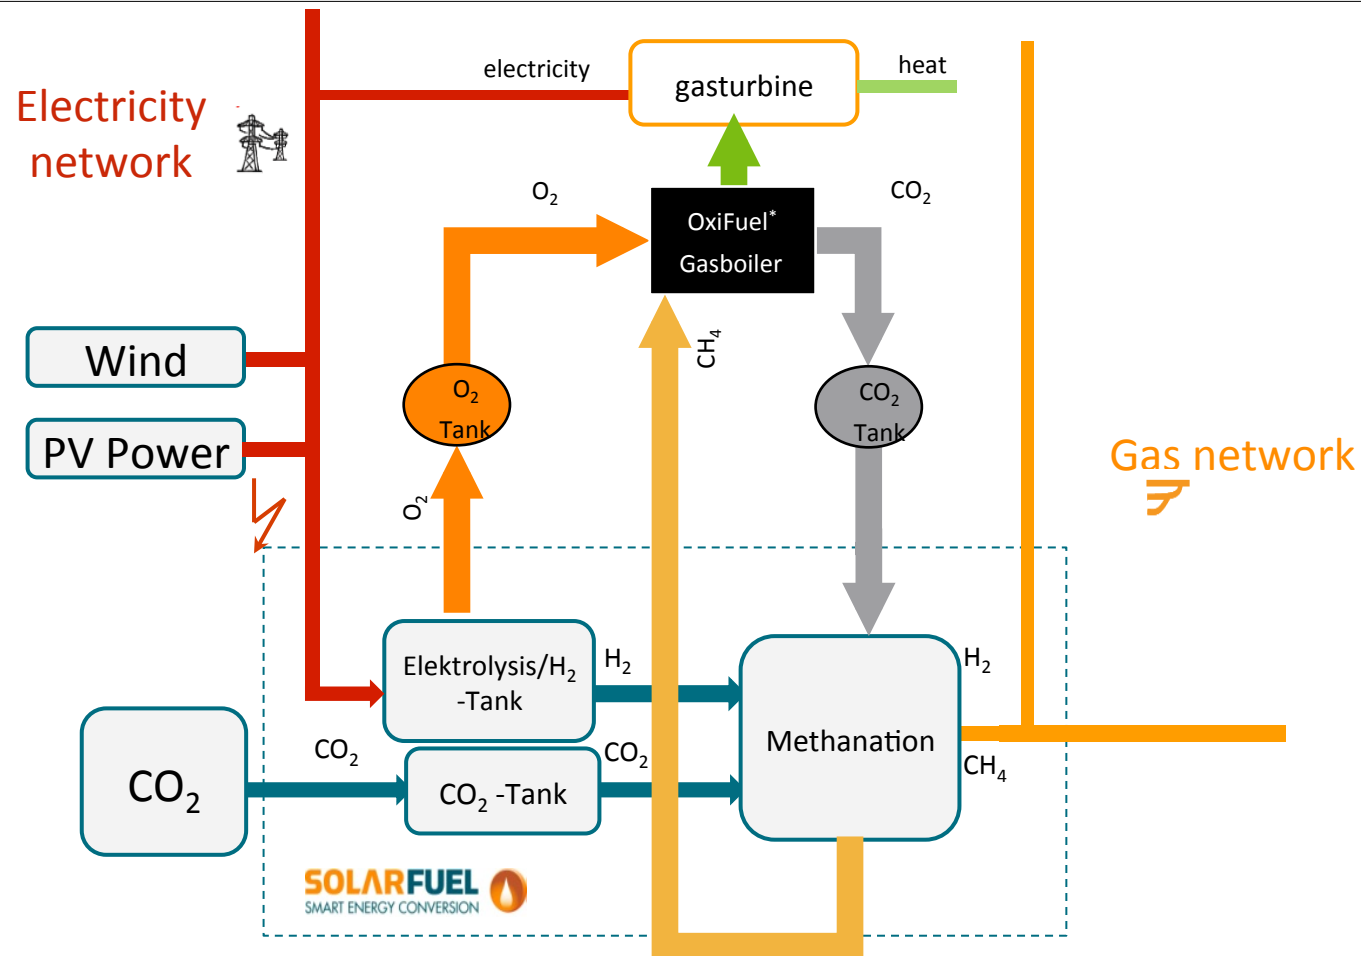 electricity
gasturbine
heat
Electricity
network
O₂
CO₂
OxiFuel*
Gasboiler
CH₄
Wind
O₂
Tank
CO₂
Tank
PV Power
Gas network
O₂
Elektrolysis/H₂
-Tank
H₂
H₂
Methanation
CO₂
CO₂
CO₂
CO₂ -Tank
CH₄
SOLARFUEL
SMART ENERGY CONVERSION